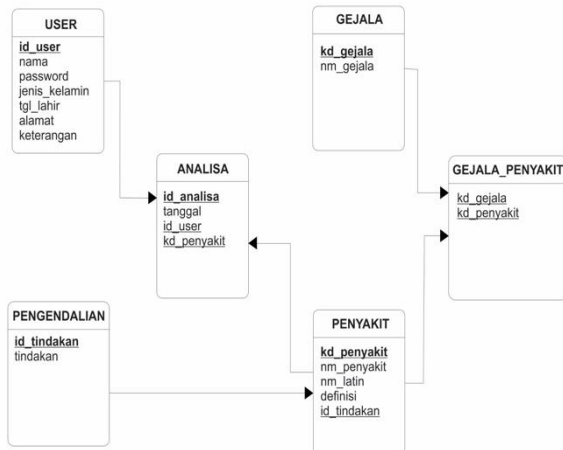 USER
id_user
nama
password
jenis_kelamin
tgl_lahir
alamat
keterangan
GEJALA
kd_gejala
nm_gejala
ANALISA
id_analisa
tanggal
id_user
kd_penyakit
GEJALA_PENYAKIT
kd_gejala
kd_penyakit
PENGENDALIAN
id_tindakan
tindakan
PENYAKIT
kd_penyakit
nm_penyakit
nm_latin
definisi
id_tindakan